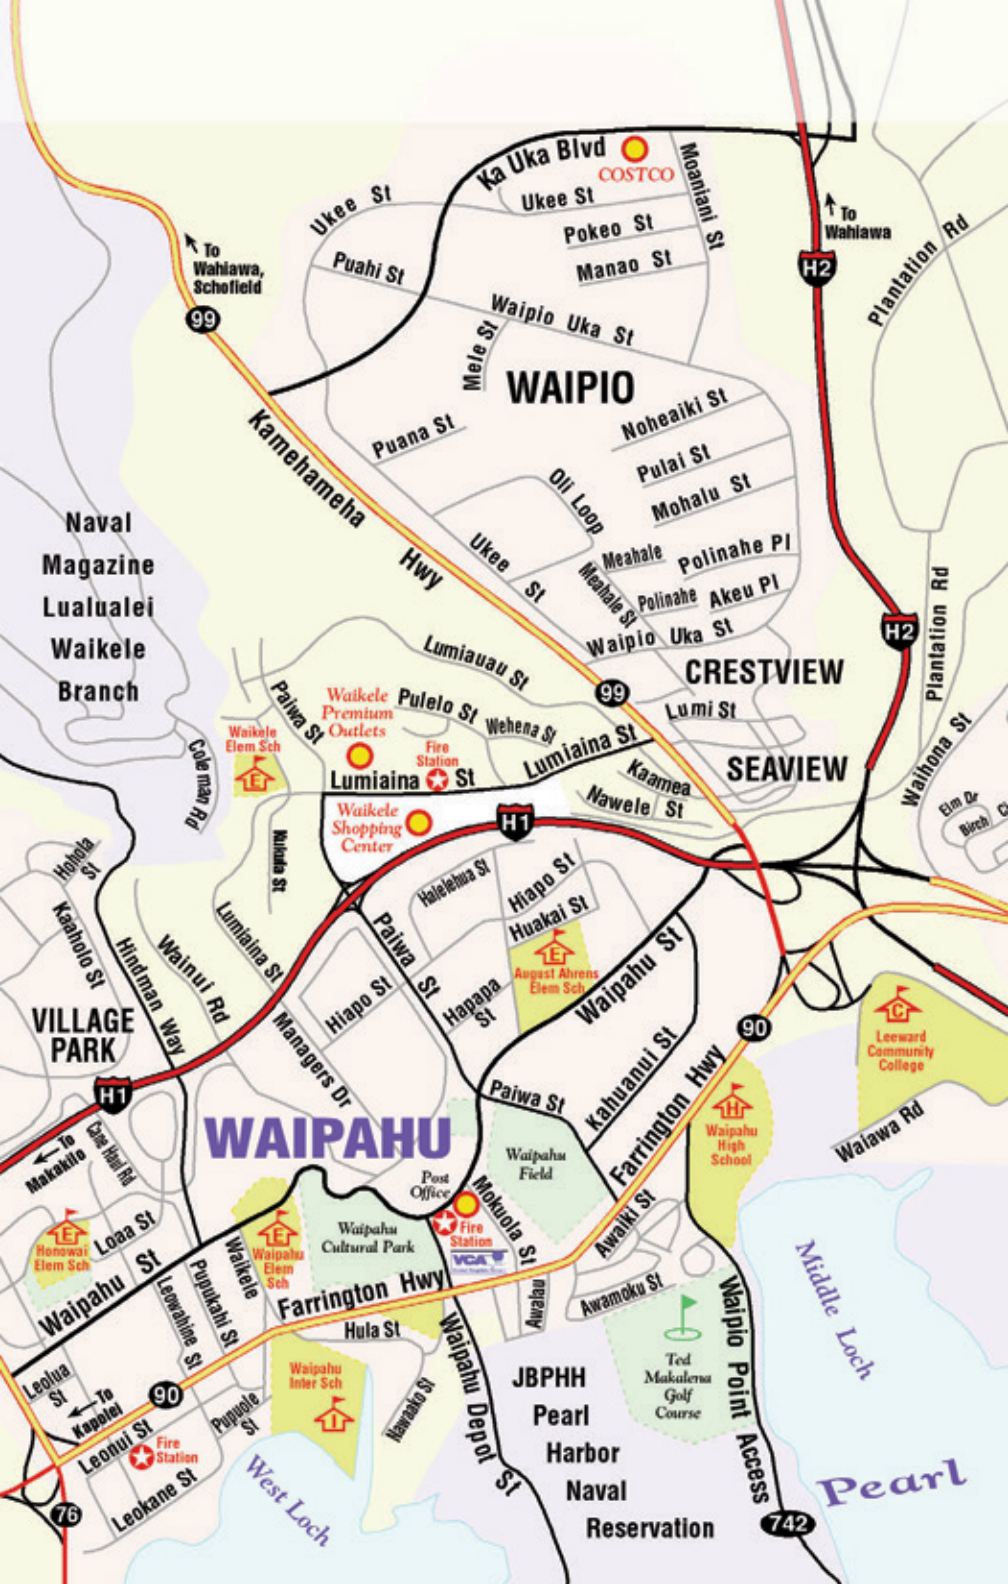 Ka Uka Blvd
COSTCO
Moaniani St
Ukee St
Ukee St
Pokeo St
Manao St
Puahi St
To
Wahiawa,
Schofield
99
To
Wahiawa
H2
Plantation Rd
Waipio Uka St
Mele St
WAIPIO
Kamehameha
Hwy
Puana St
Noheaiki St
Pulai St
Mohalu St
Oli Loop
Ukee
St
Meahale
Meahale St
Polinahe Pl
Polinahe
Akeu Pl
Waipio Uka St
Naval
Magazine
Lualualei
Waikele
Branch
H2
Plantation Rd
CRESTVIEW
99
Lumi St
SEAVIEW
Waihona St
Elm Dr
Birch
Lumiauau St
Paiwa St
Waikele
Premium
Outlets
Pulelo St
Wehena St
Waikele
Elem Sch
E
Fire
Station
Lumiaina
St
Lumiaina St
Kaamea
Nawele St
Coleman Rd
Waikele
Shopping
Center
H1
Nukula St
Hohola
St
Kaaholo St
Halelehua St
Hiapo St
Huakai St
E
August Ahrens
Elem Sch
Lumiaina St
Wainui Rd
Hindman Way
Paiwa
St
Hiapo St
Hapapa
St
Waipahu St
VILLAGE
PARK
Managers Dr
90
C
Leeward
Community
College
H1
Kahuanui St
Farrington Hwy
Paiwa St
H
Waipahu
High
School
Waiawa Rd
To
Makakilo
Cane Haul Rd
WAIPAHU
Waipahu
Field
Post
Office
Mokuola St
Fire
Station
VCA
Awaiki St
E
Honowai
Elem Sch
Loaa St
Waipahu St
E
Waipahu
Elem
Sch
Waikele
Waipahu
Cultural Park
Farrington Hwy
Middle Loch
Leowahine St
Pupukahi St
Hula St
Awalau
Awamoku St
Waipahu Depot St
Ted
Makalena
Golf
Course
Waipio Point Access
JBPHH
Pearl
Harbor
Naval
Reservation
Leolua
St
To
Kapolei
90
Waipahu
Inter Sch
I
Pupuole
St
Nawaako St
Leonui St
Fire
Station
Leokane St
West Loch
Pearl
76
742